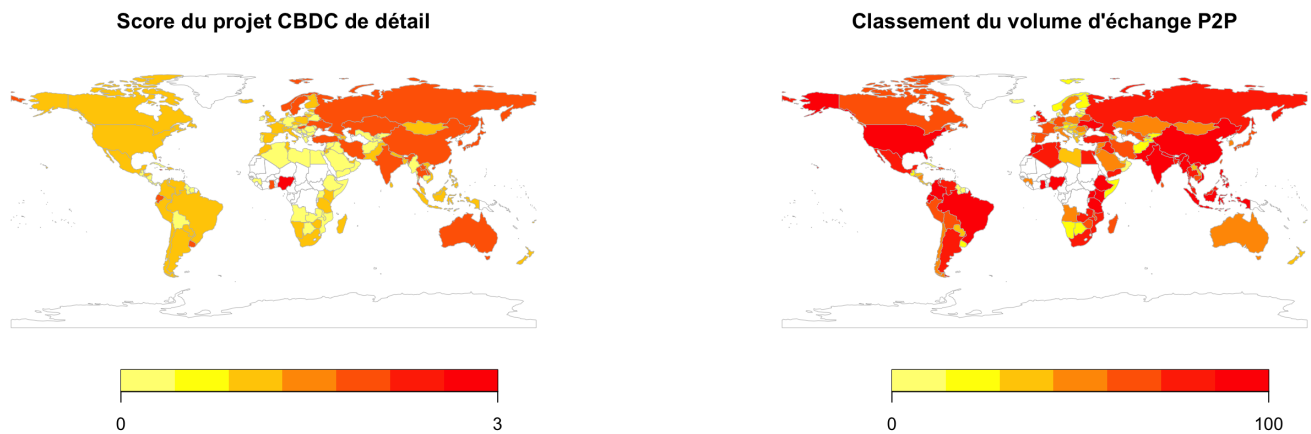 Score du projet CBDC de détail
Classement du volume d'échange P2P
0
3
0
100